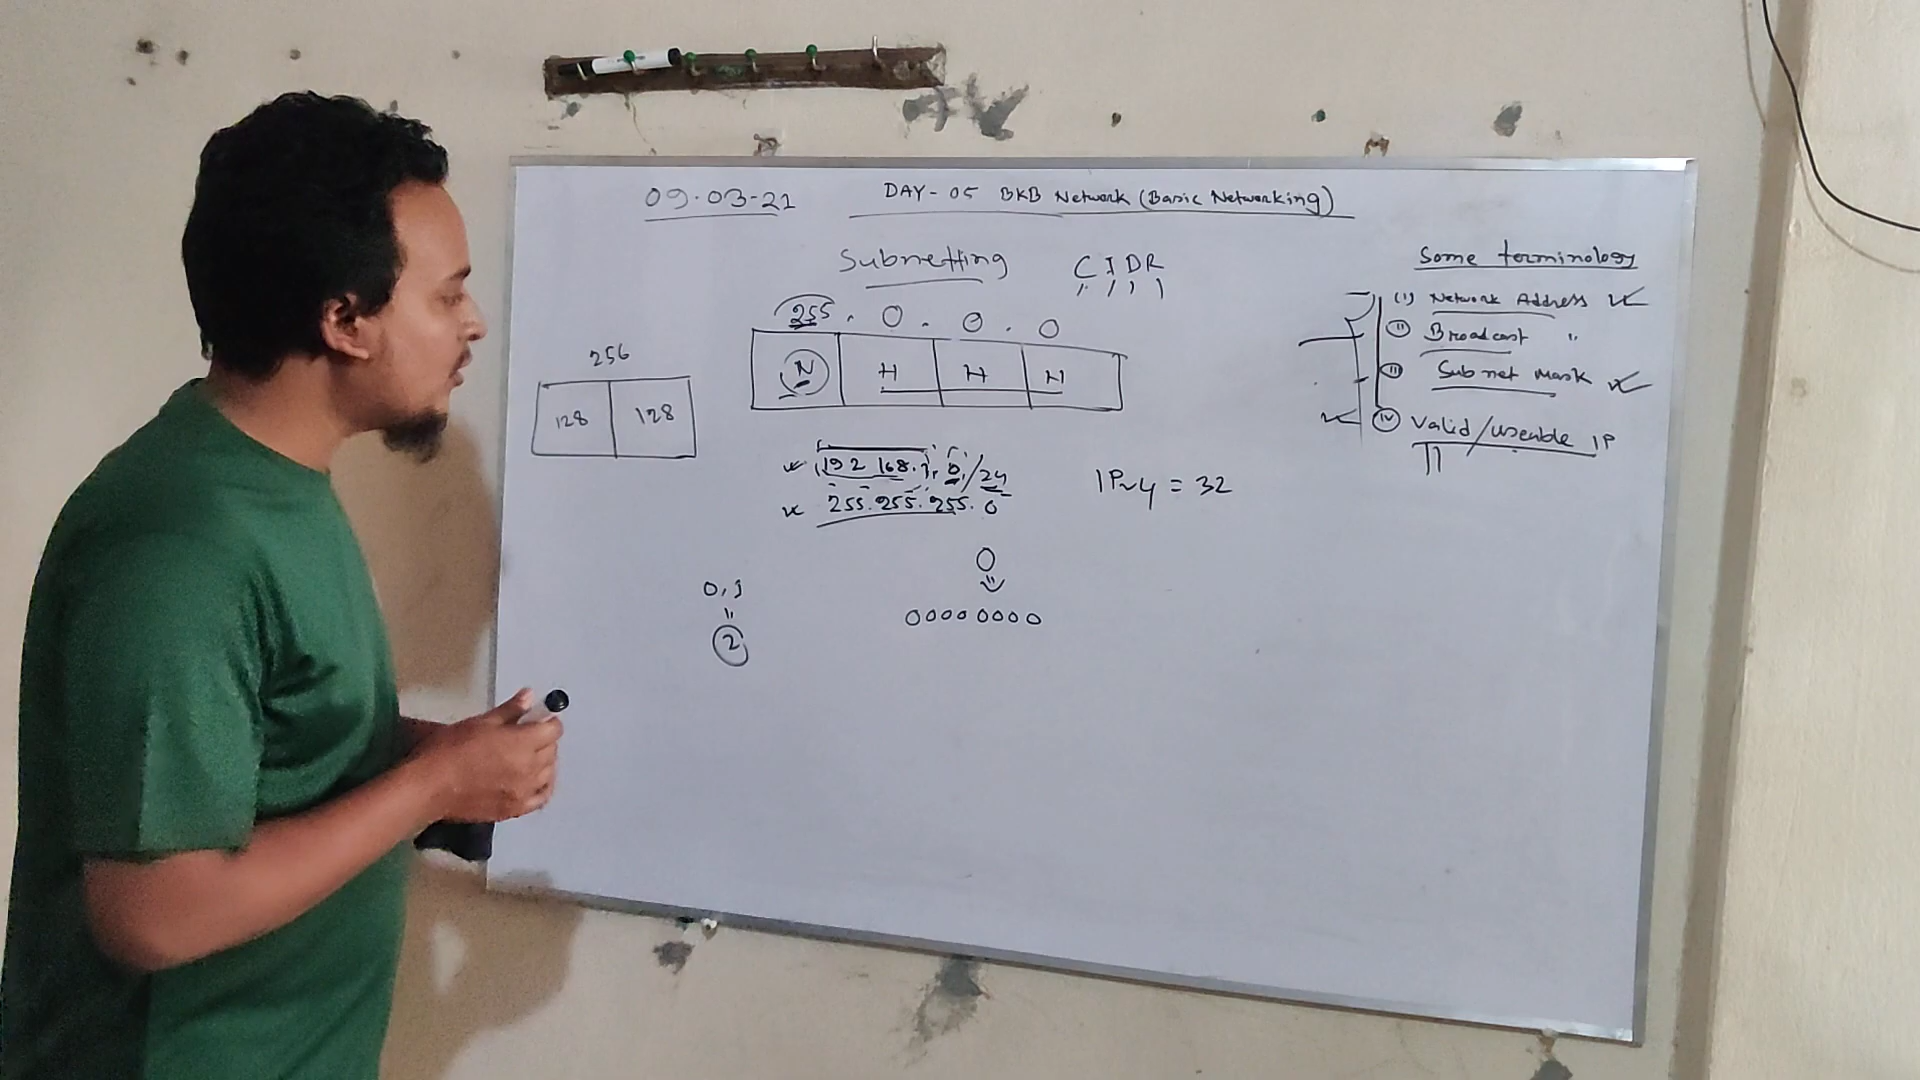 09.03-21
DAY-05 BKB Network (Basic Networking)
Subnetting CIDR
255.0.0.0
N H H H
256
128 128
192 168.1.0/24
255.255.255.0
IPv4 = 32
0
00000000
0,1
"
2
Some terminology
(i) Network Address
(ii) Broadcast "
(iii) Subnet Mask
(iv) Valid/useable IP